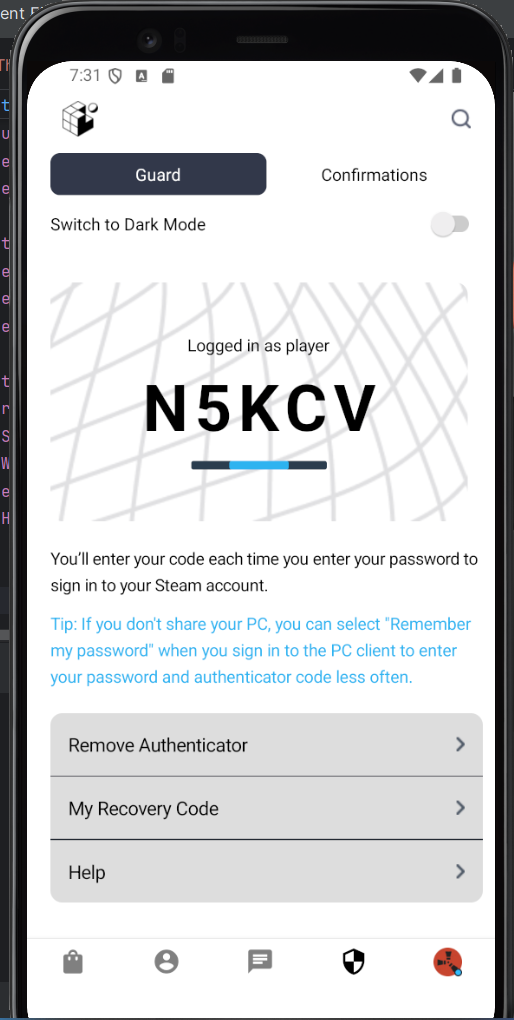 ent E
7:31
Guard
Confirmations
Switch to Dark Mode
Logged in as player
N5KCV
You’ll enter your code each time you enter your password to
sign in to your Steam account.
Tip: If you don't share your PC, you can select "Remember
my password" when you sign in to the PC client to enter
your password and authenticator code less often.
Remove Authenticator
My Recovery Code
Help